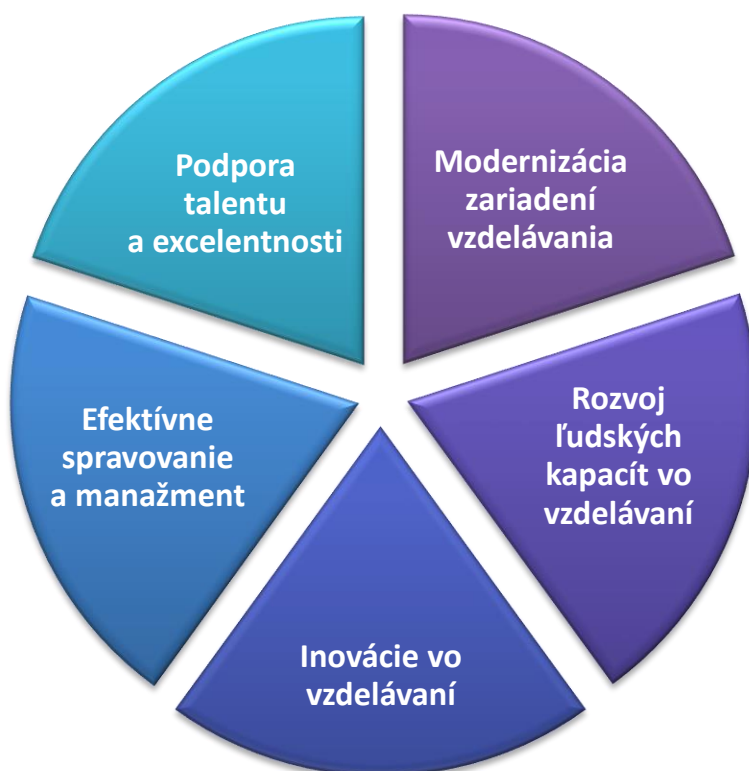 Podpora
talentu
a excelentnosti
Modernizácia
zariadení
vzdelávania
Rozvoj
ľudských
kapacít vo
vzdelávaní
Inovácie vo
vzdelávaní
Efektívne
spravovanie
a manažment